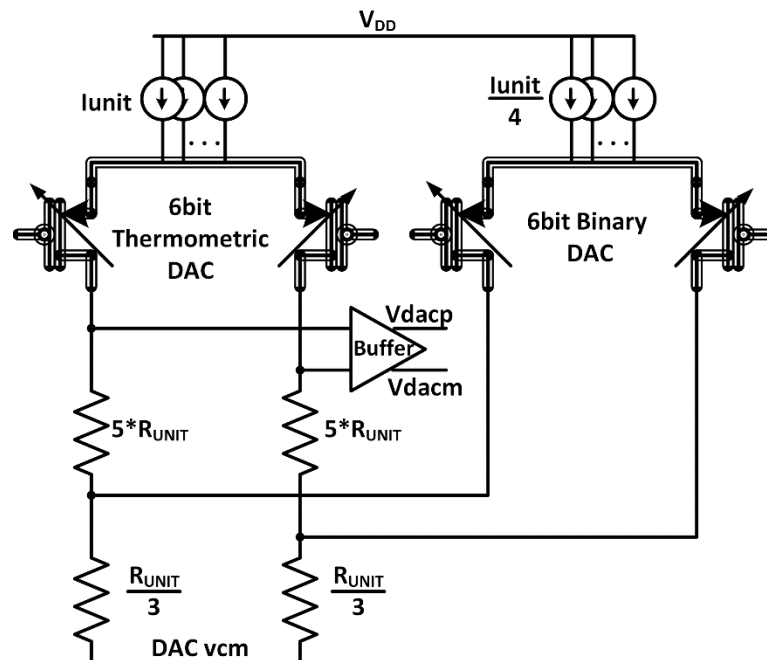 VDD
Iunit
Iunit
4
. . .
. . .
6bit
Thermometric
DAC
6bit Binary
DAC
Vdacp
Buffer
Vdacm
5*RUNIT
5*RUNIT
RUNIT
3
RUNIT
3
DAC vcm